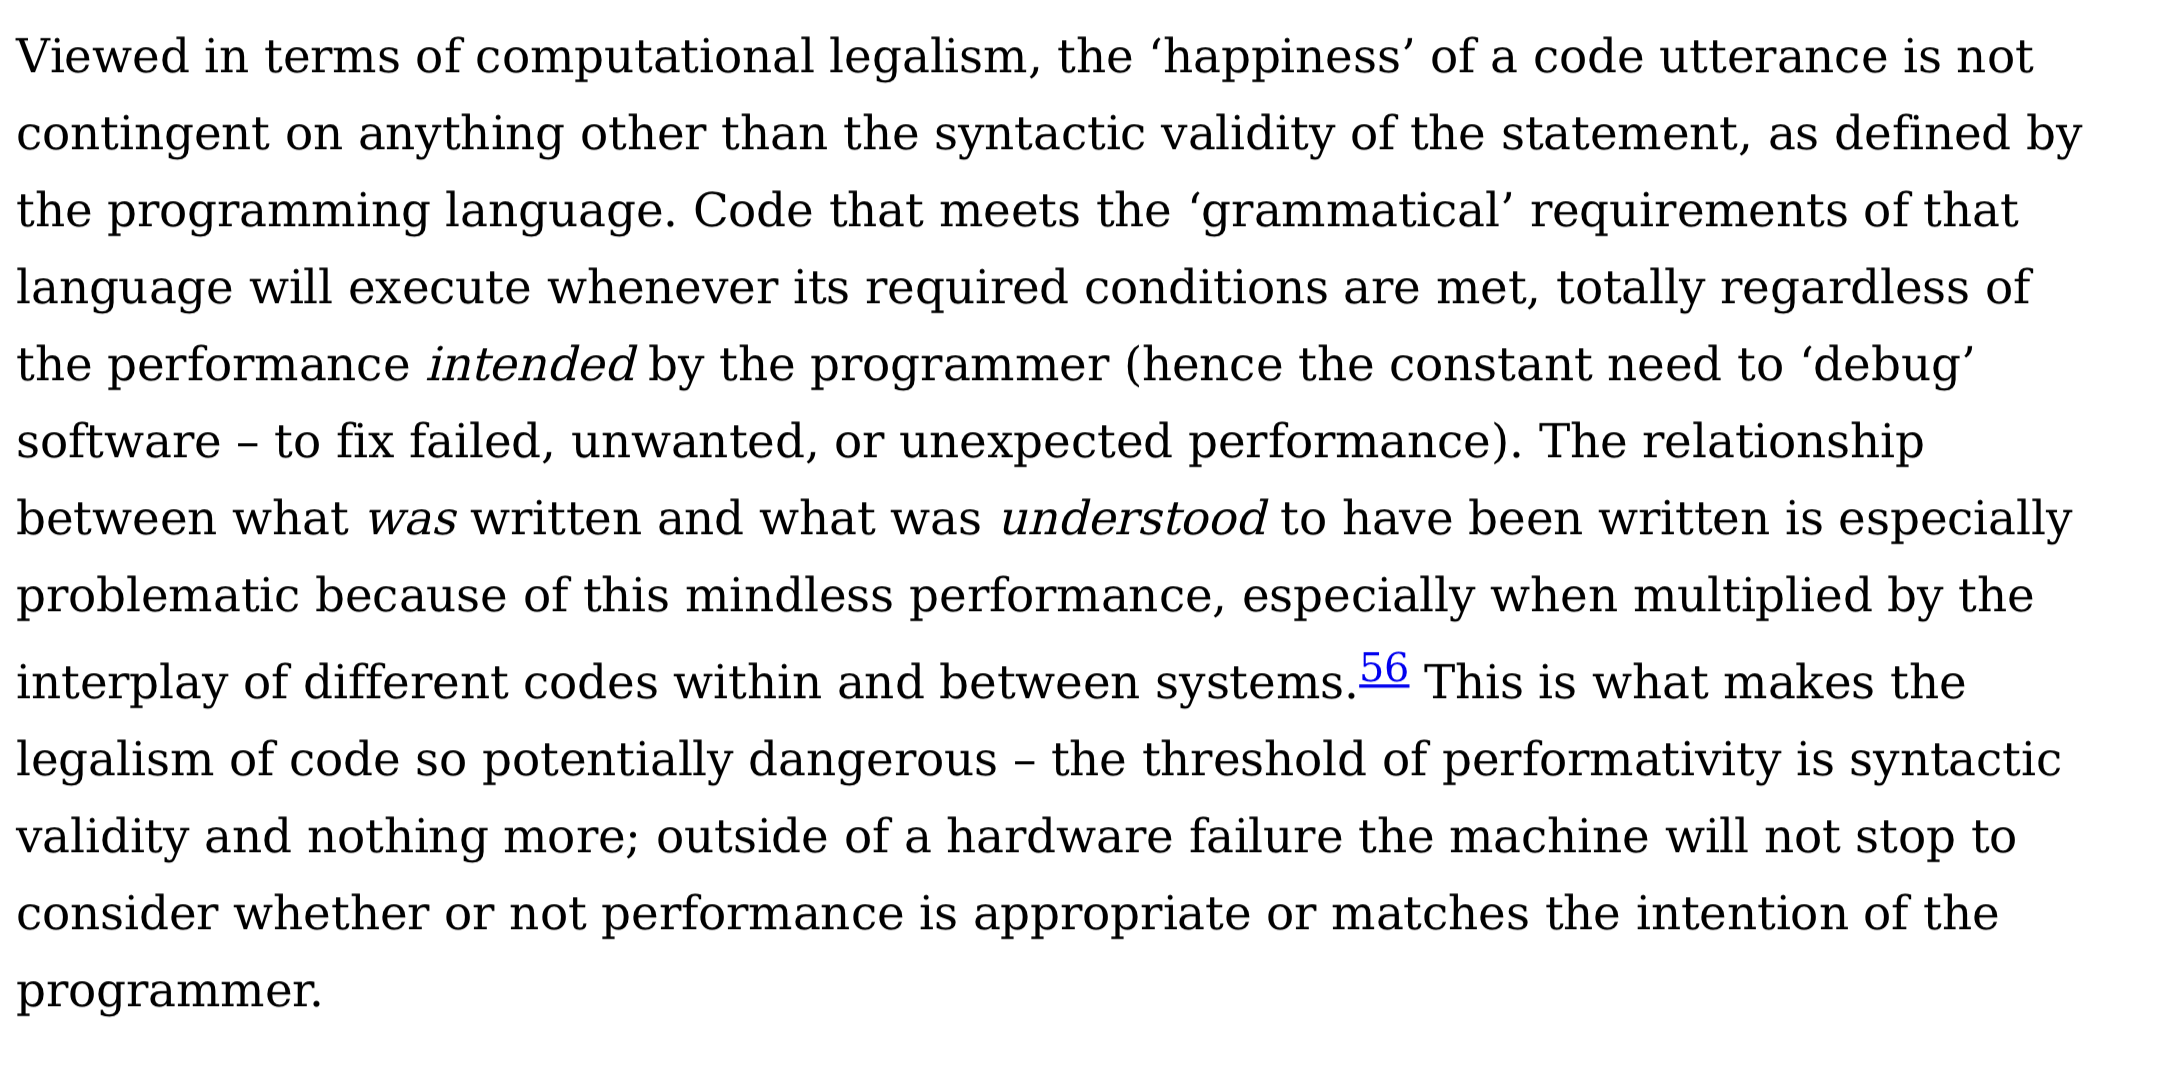 Viewed in terms of computational legalism, the ‘happiness’ of a code utterance is not
contingent on anything other than the syntactic validity of the statement, as defined by
the programming language. Code that meets the ‘grammatical’ requirements of that
language will execute whenever its required conditions are met, totally regardless of
the performance intended by the programmer (hence the constant need to ‘debug’
software – to fix failed, unwanted, or unexpected performance). The relationship
between what was written and what was understood to have been written is especially
problematic because of this mindless performance, especially when multiplied by the
interplay of different codes within and between systems.56 This is what makes the
legalism of code so potentially dangerous – the threshold of performativity is syntactic
validity and nothing more; outside of a hardware failure the machine will not stop to
consider whether or not performance is appropriate or matches the intention of the
programmer.